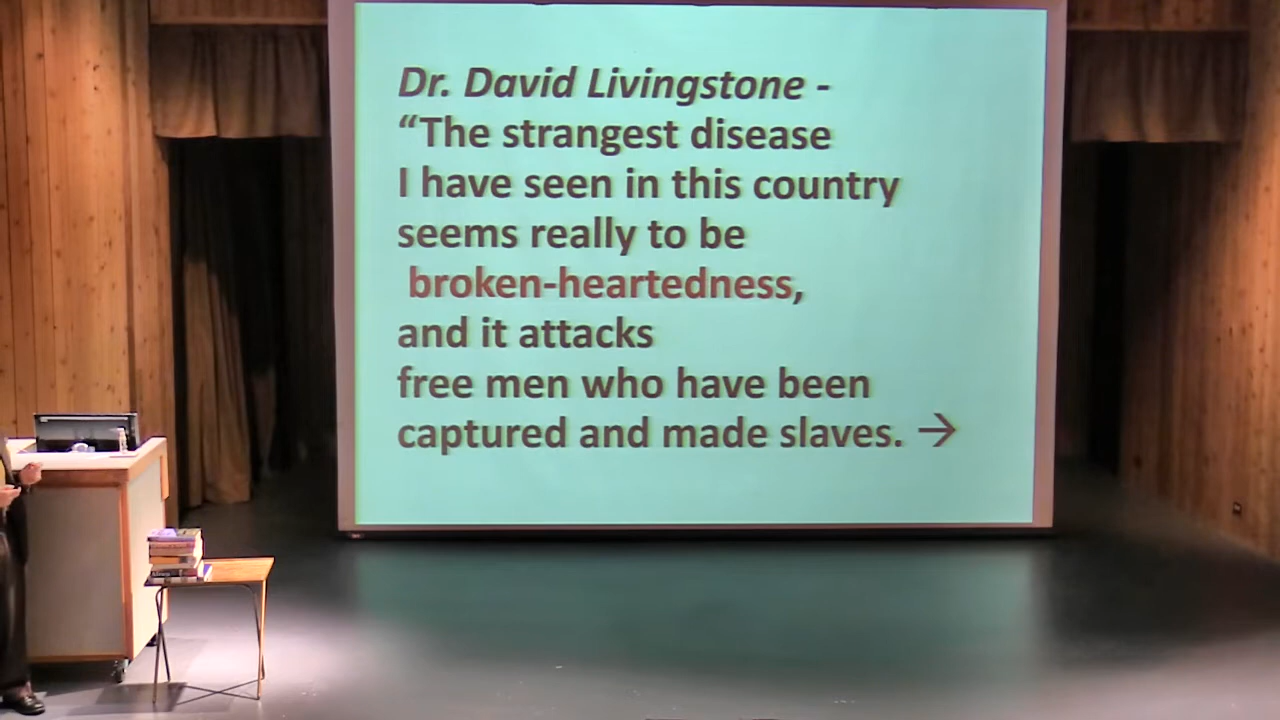 Dr. David Livingstone -
“The strangest disease
I have seen in this country
seems really to be
broken-heartedness,
and it attacks
free men who have been
captured and made slaves. →